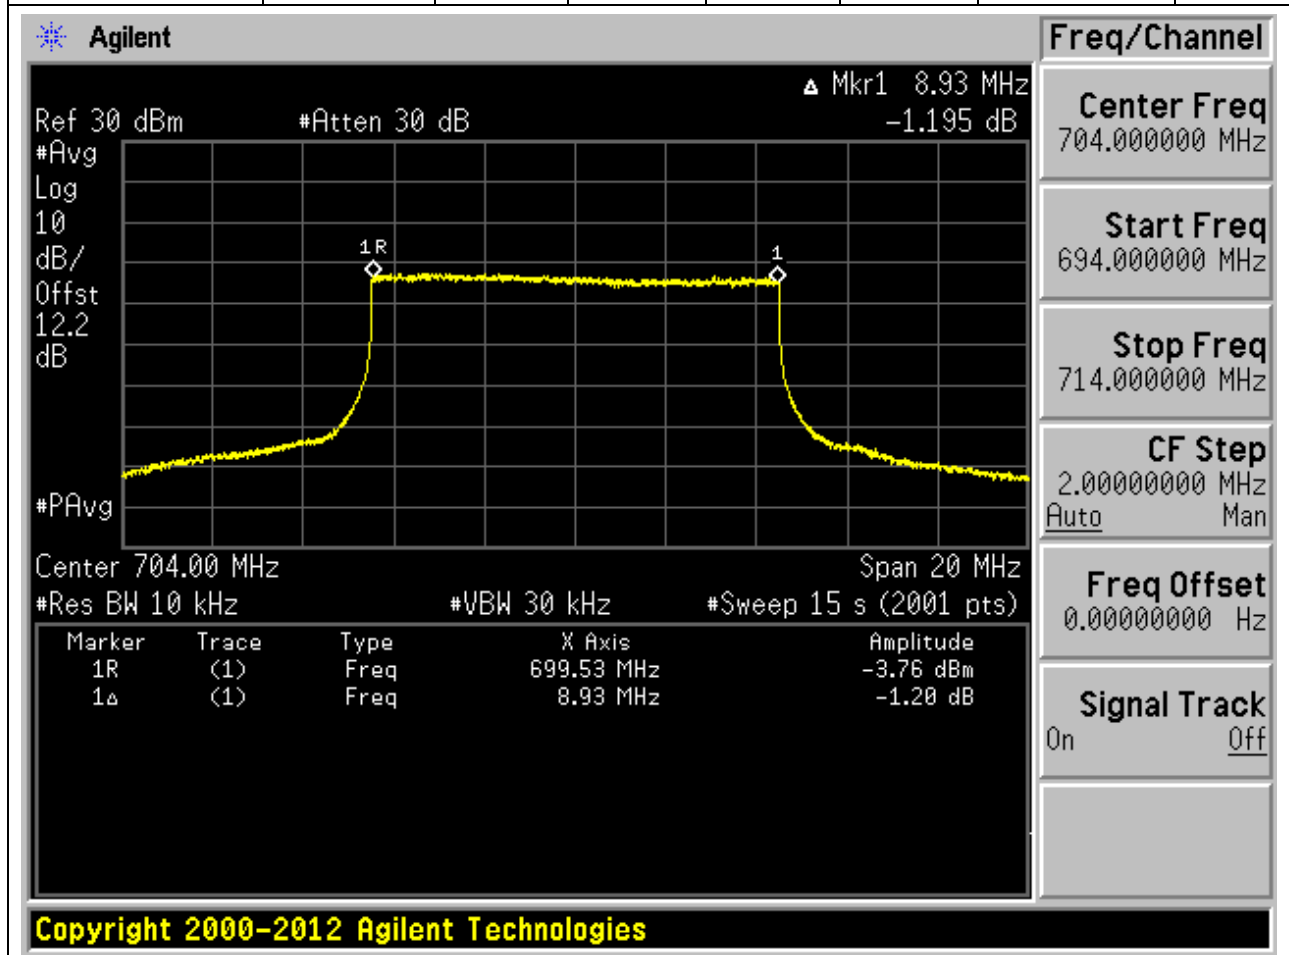 Agilent
Freq/Channel
▵ Mkr1 8.93 MHz
Ref 30 dBm #Atten 30 dB -1.195 dB
#Avg
Log
10
dB/
Offst
12.2
dB
1R
1
#PAvg
Center 704.00 MHz Span 20 MHz
#Res BW 10 kHz #VBW 30 kHz #Sweep 15 s (2001 pts)
Marker Trace Type X Axis Amplitude
1R (1) Freq 699.53 MHz -3.76 dBm
1▵ (1) Freq 8.93 MHz -1.20 dB
Center Freq
704.000000 MHz
Start Freq
694.000000 MHz
Stop Freq
714.000000 MHz
CF Step
2.00000000 MHz
Auto Man
Freq Offset
0.00000000 Hz
Signal Track
On Off
Copyright 2000-2012 Agilent Technologies